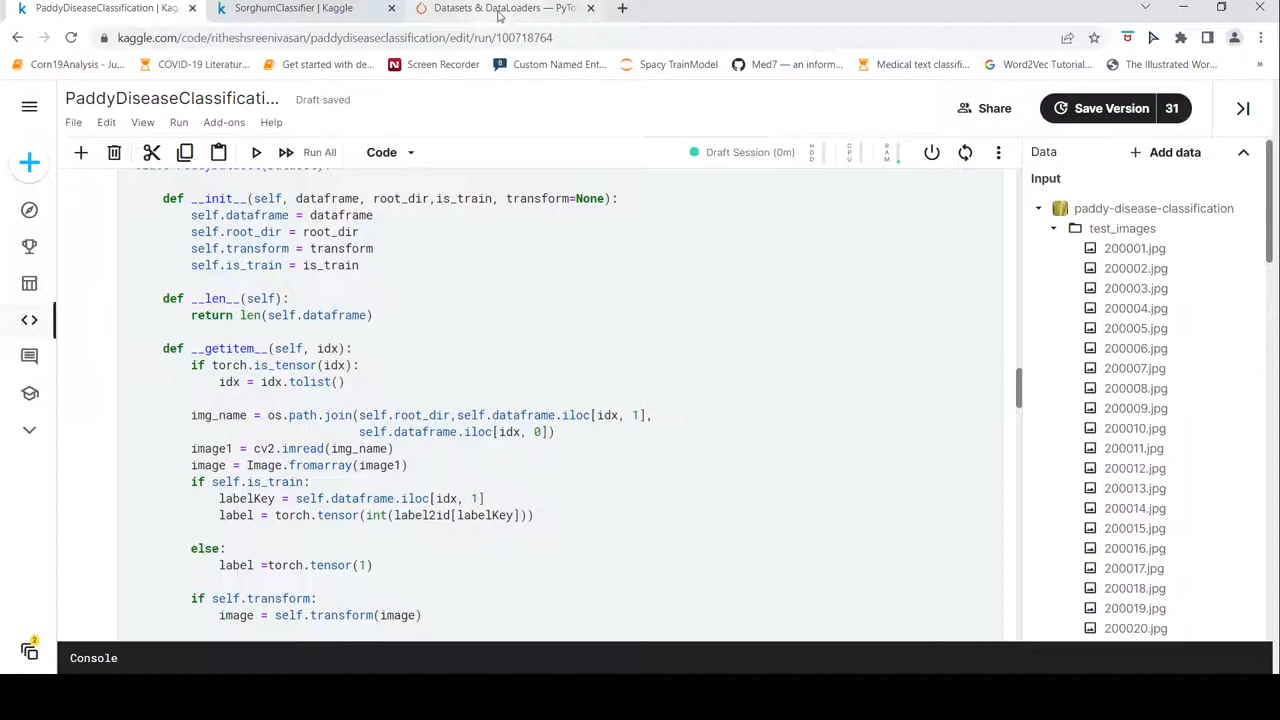 PaddyDiseaseClassification | Kag
SorghumClassifier | Kaggle
Datasets & DataLoaders — PyTo
kaggle.com/code/ritheshsreenivasan/paddydiseaseclassification/edit/run/100718764
Corn19Analysis - Ju...
COVID-19 Literatur...
Get started with de...
Screen Recorder
Custom Named Ent...
Spacy TrainModel
Med7 — an inform...
Medical text classifi...
Word2Vec Tutorial...
The Illustrated Wor...
»
PaddyDiseaseClassificati...
Draft saved
Share
Save Version
31
File
Edit
View
Run
Add-ons
Help
Run All
Code
Draft Session (0m)
HDD
CPU
RAM
Data
Add data
Input
def __init__(self, dataframe, root_dir,is_train, transform=None):
self.dataframe = dataframe
self.root_dir = root_dir
self.transform = transform
self.is_train = is_train
def __len__(self):
return len(self.dataframe)
def __getitem__(self, idx):
if torch.is_tensor(idx):
idx = idx.tolist()
img_name = os.path.join(self.root_dir,self.dataframe.iloc[idx, 1],
self.dataframe.iloc[idx, 0])
image1 = cv2.imread(img_name)
image = Image.fromarray(image1)
if self.is_train:
labelKey = self.dataframe.iloc[idx, 1]
label = torch.tensor(int(label2id[labelKey]))
else:
label =torch.tensor(1)
if self.transform:
image = self.transform(image)
paddy-disease-classification
test_images
200001.jpg
200002.jpg
200003.jpg
200004.jpg
200005.jpg
200006.jpg
200007.jpg
200008.jpg
200009.jpg
200010.jpg
200011.jpg
200012.jpg
200013.jpg
200014.jpg
200015.jpg
200016.jpg
200017.jpg
200018.jpg
200019.jpg
200020.jpg
2
Console